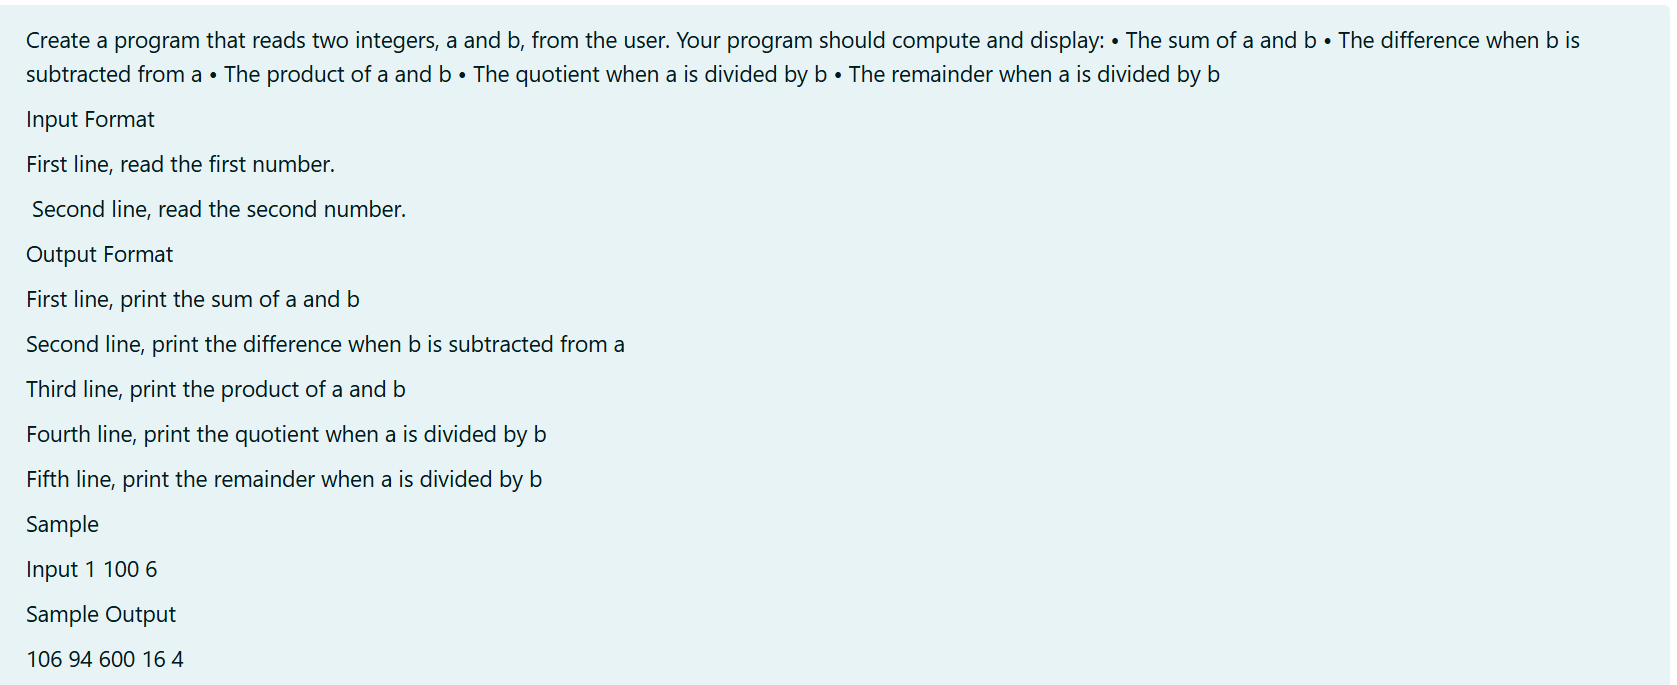 Create a program that reads two integers, a and b, from the user. Your program should compute and display: • The sum of a and b • The difference when b is
subtracted from a • The product of a and b • The quotient when a is divided by b • The remainder when a is divided by b
Input Format
First line, read the first number.
Second line, read the second number.
Output Format
First line, print the sum of a and b
Second line, print the difference when b is subtracted from a
Third line, print the product of a and b
Fourth line, print the quotient when a is divided by b
Fifth line, print the remainder when a is divided by b
Sample
Input 1 100 6
Sample Output
106 94 600 16 4